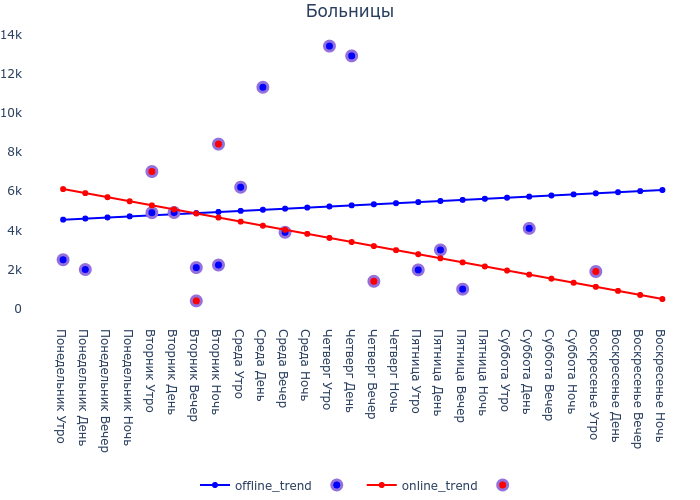 Больницы
14k
12k
10k
8k
6k
4k
2k
0
Понедельник Утро
Понедельник День
Понедельник Вечер
Понедельник Ночь
Вторник Утро
Вторник День
Вторник Вечер
Вторник Ночь
Среда Утро
Среда День
Среда Вечер
Среда Ночь
Четверг Утро
Четверг День
Четверг Вечер
Четверг Ночь
Пятница Утро
Пятница День
Пятница Вечер
Пятница Ночь
Суббота Утро
Суббота День
Суббота Вечер
Суббота Ночь
Воскресенье Утро
Воскресенье День
Воскресенье Вечер
Воскресенье Ночь
offline_trend
online_trend